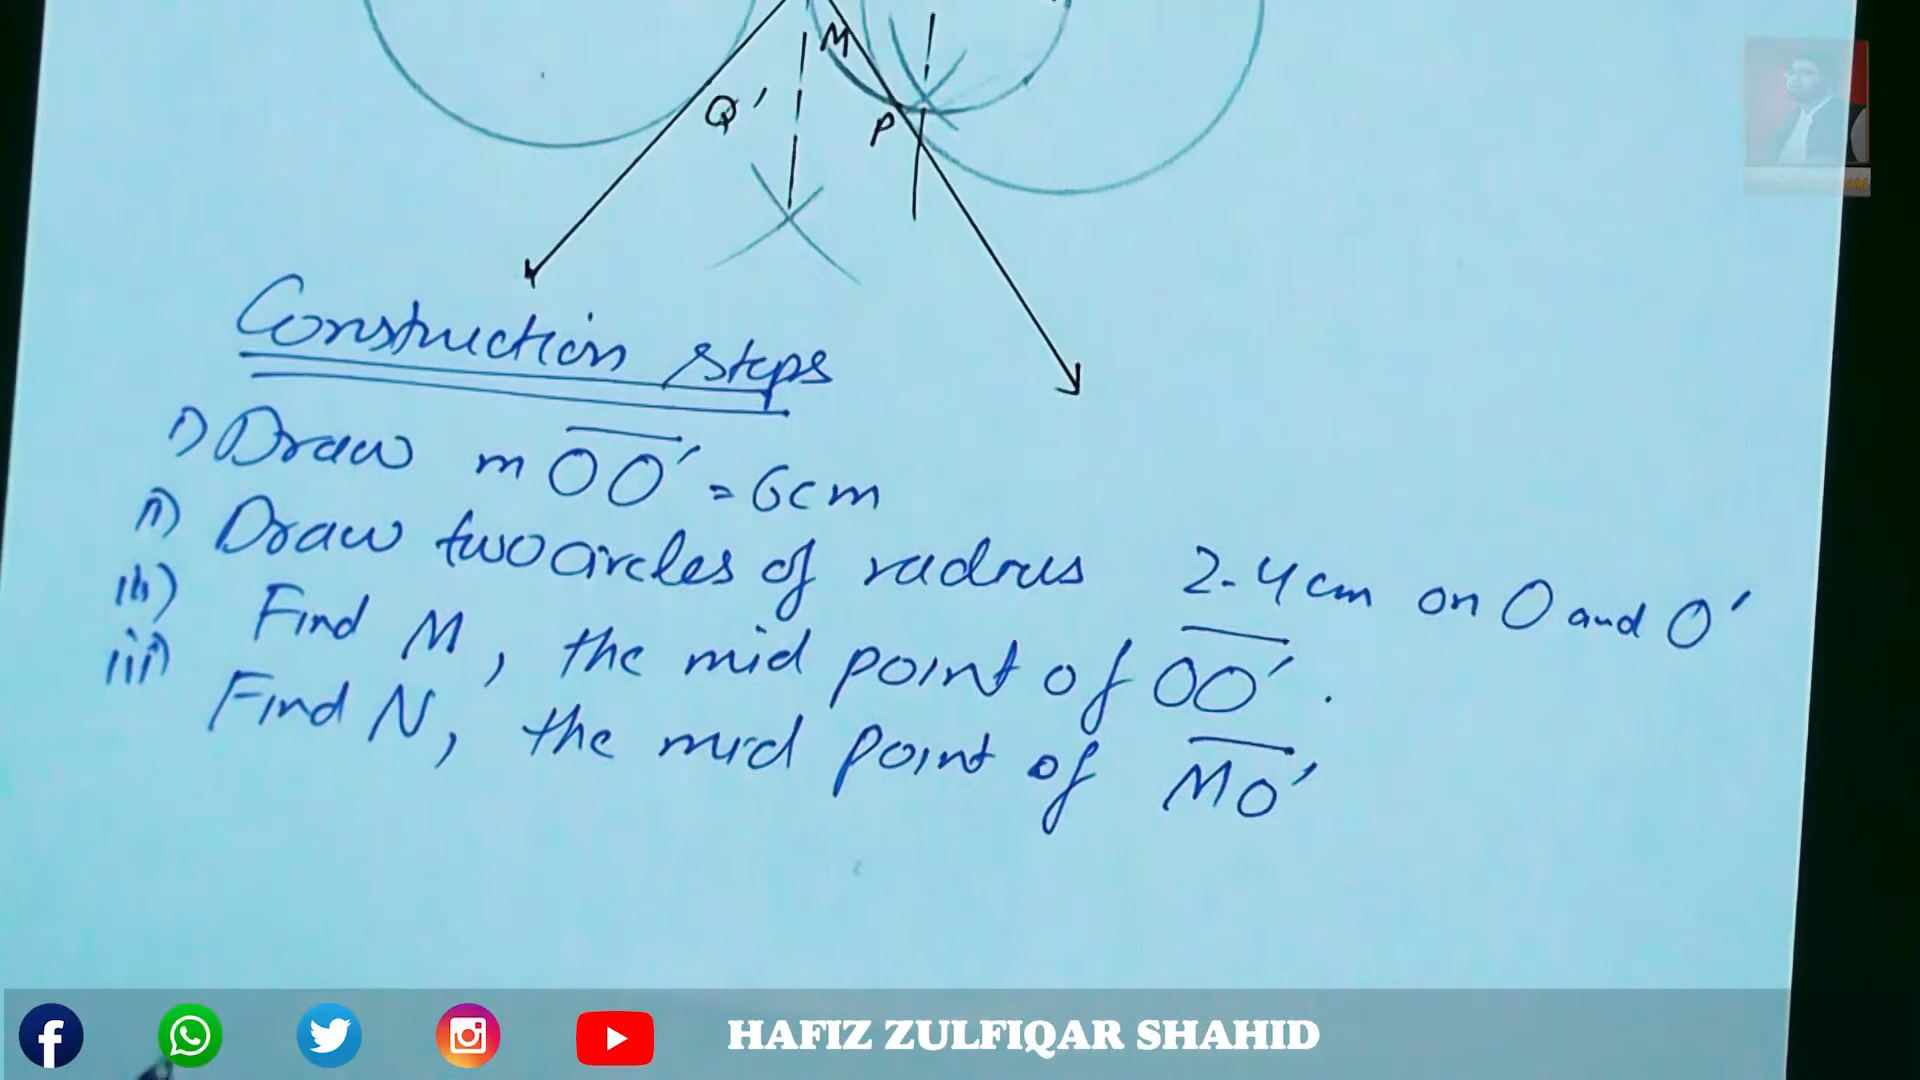 M
Q'
P
Construction steps
i) Draw m OO' = 6cm
ii) Draw two circles of radius 2.4cm on O and O'
iii) Find M, the mid point of OO'.
iii) Find N, the mid point of MO'
HAFIZ ZULFIQAR SHAHID